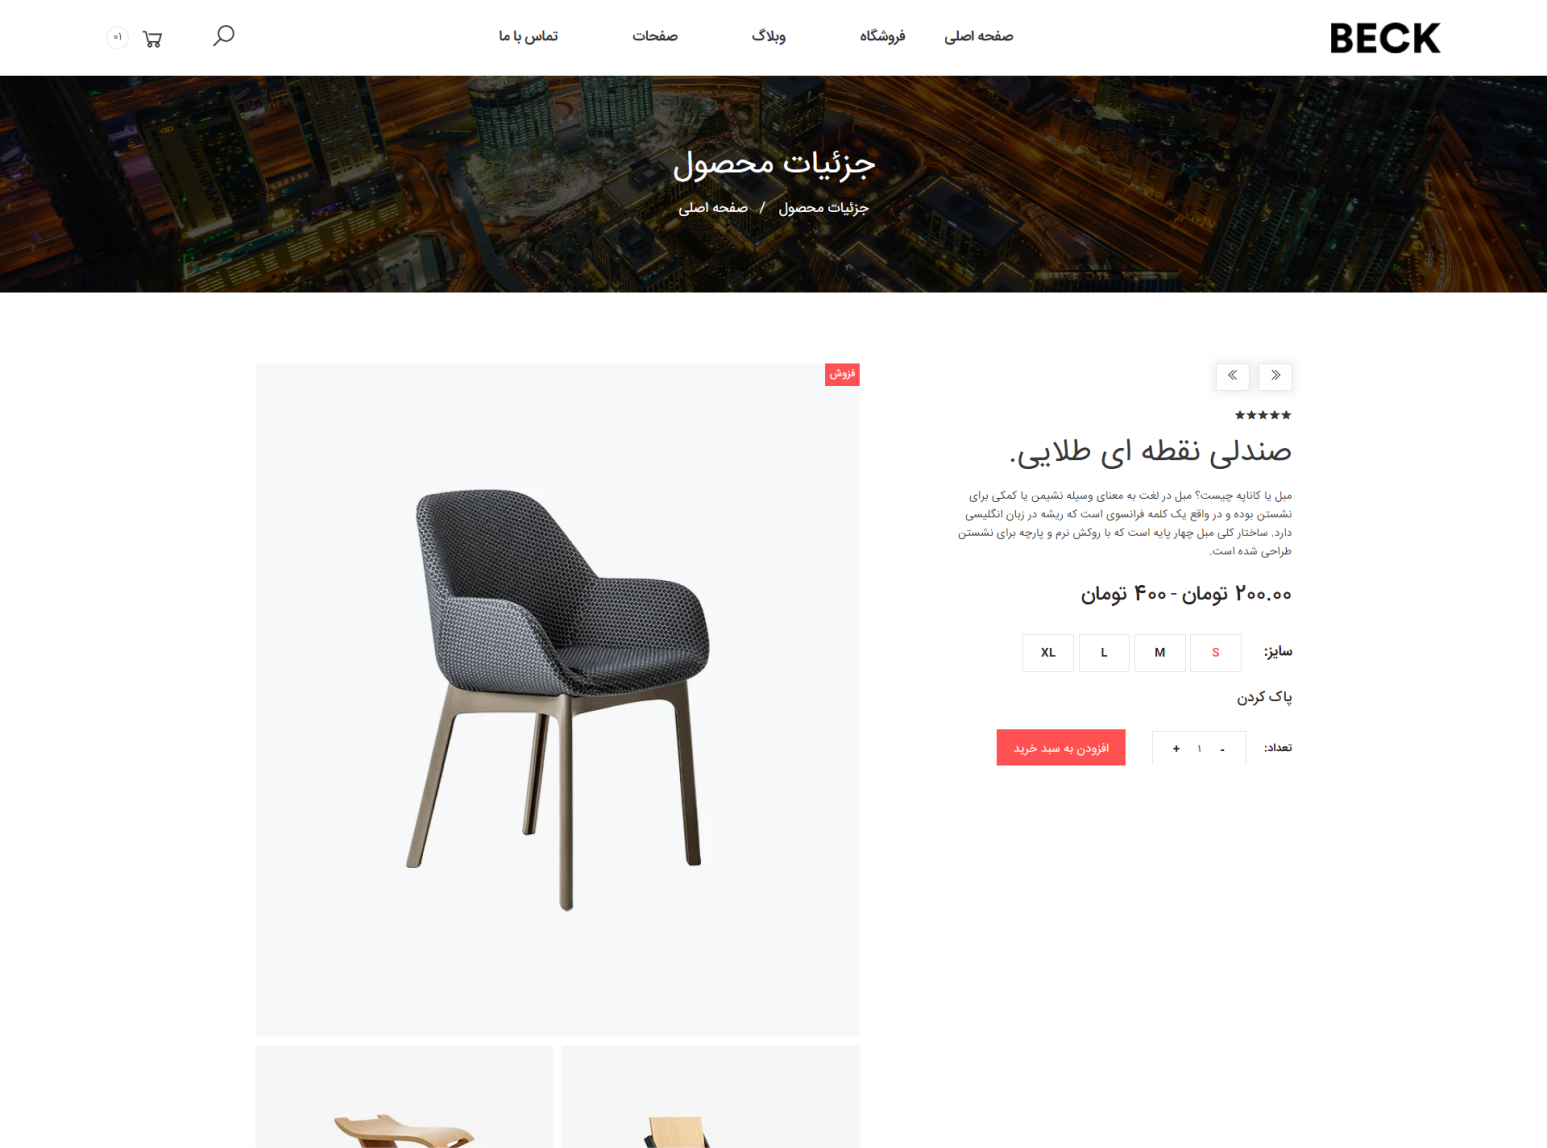 BECK
صفحه اصلی
فروشگاه
وبلاگ
صفحات
تماس با ما
۰۱
جزئیات محصول
جزئیات محصول / صفحه اصلی
فروش
صندلی نقطه ای طلایی.
مبل یا کاناپه چیست؟ مبل در لغت به معنای وسیله نشیمن یا کمکی برای
نشستن بوده و در واقع یک کلمه فرانسوی است که ریشه در زبان انگلیسی
دارد. ساختار کلی مبل چهار پایه است که با روکش نرم و پارچه برای نشستن
طراحی شده است.
۲۰۰.۰۰ تومان - ۴۰۰ تومان
سایز: S M L XL
پاک کردن
تعداد: - ۱ + افزودن به سبد خرید